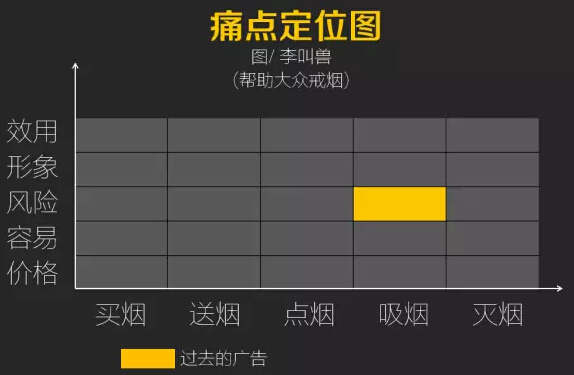 痛点定位图
图/ 李叫兽
(帮助大众戒烟)
效用
形象
风险
容易
价格
买烟 送烟 点烟 吸烟 灭烟
过去的广告